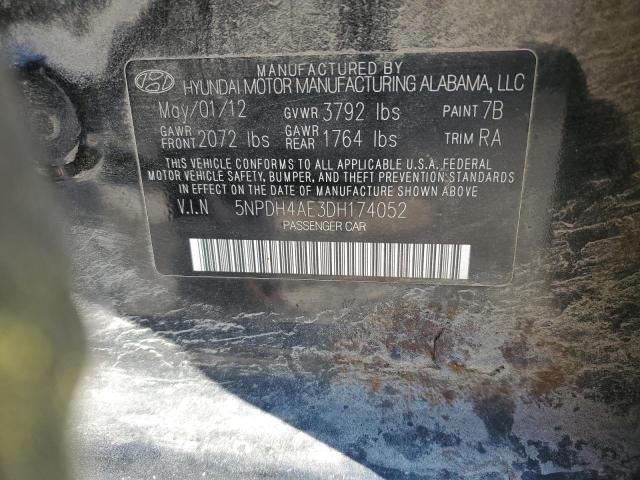 MANUFACTURED BY
HYUNDAI MOTOR MANUFACTURING ALABAMA, LLC
May/01/12 GVWR 3792 lbs PAINT 7B
GAWR FRONT 2072 lbs GAWR REAR 1764 lbs TRIM RA
THIS VEHICLE CONFORMS TO ALL APPLICABLE U.S.A. FEDERAL
MOTOR VEHICLE SAFETY, BUMPER, AND THEFT PREVENTION STANDARDS
IN EFFECT ON THE DATE OF MANUFACTURE SHOWN ABOVE.
V.I.N 5NPDH4AE3DH174052
PASSENGER CAR